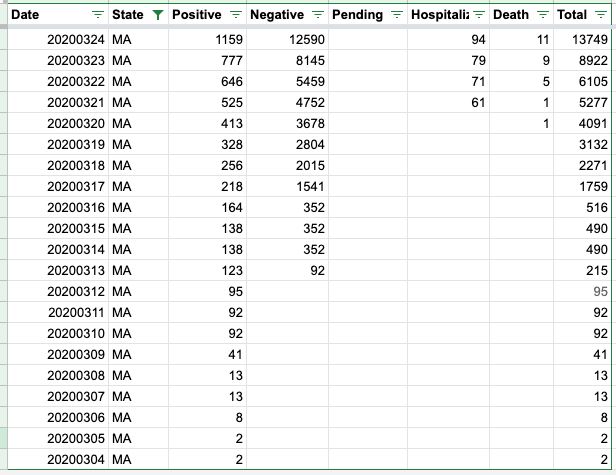 Date State Positive Negative Pending Hospitaliz Death Total
20200324 MA 1159 12590 94 11 13749
20200323 MA 777 8145 79 9 8922
20200322 MA 646 5459 71 5 6105
20200321 MA 525 4752 61 1 5277
20200320 MA 413 3678 1 4091
20200319 MA 328 2804 3132
20200318 MA 256 2015 2271
20200317 MA 218 1541 1759
20200316 MA 164 352 516
20200315 MA 138 352 490
20200314 MA 138 352 490
20200313 MA 123 92 215
20200312 MA 95 95
20200311 MA 92 92
20200310 MA 92 92
20200309 MA 41 41
20200308 MA 13 13
20200307 MA 13 13
20200306 MA 8 8
20200305 MA 2 2
20200304 MA 2 2